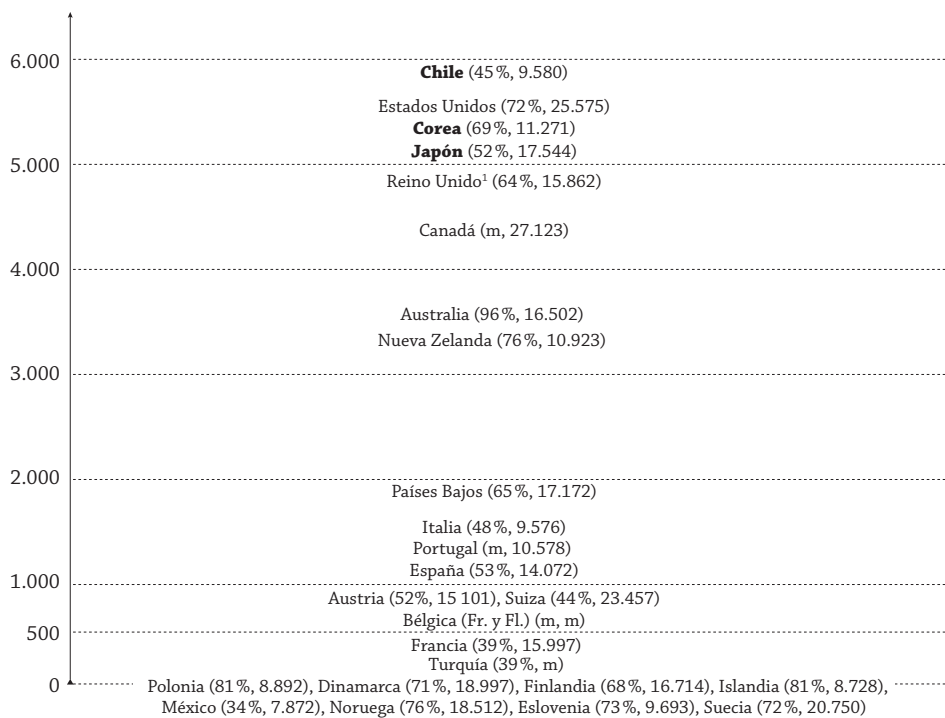 6.000
Chile (45 %, 9.580)
Estados Unidos (72 %, 25.575)
Corea (69 %, 11.271)
Japón (52 %, 17.544)
5.000
Reino Unido¹ (64 %, 15.862)
Canadá (m, 27.123)
4.000
Australia (96 %, 16.502)
Nueva Zelanda (76 %, 10.923)
3.000
2.000
Países Bajos (65 %, 17.172)
Italia (48 %, 9.576)
Portugal (m, 10.578)
España (53 %, 14.072)
1.000
Austria (52%, 15 101), Suiza (44 %, 23.457)
Bélgica (Fr. y Fl.) (m, m)
500
Francia (39 %, 15.997)
Turquía (39 %, m)
0
Polonia (81 %, 8.892), Dinamarca (71 %, 18.997), Finlandia (68 %, 16.714), Islandia (81 %, 8.728),
México (34 %, 7.872), Noruega (76 %, 18.512), Eslovenia (73 %, 9.693), Suecia (72 %, 20.750)